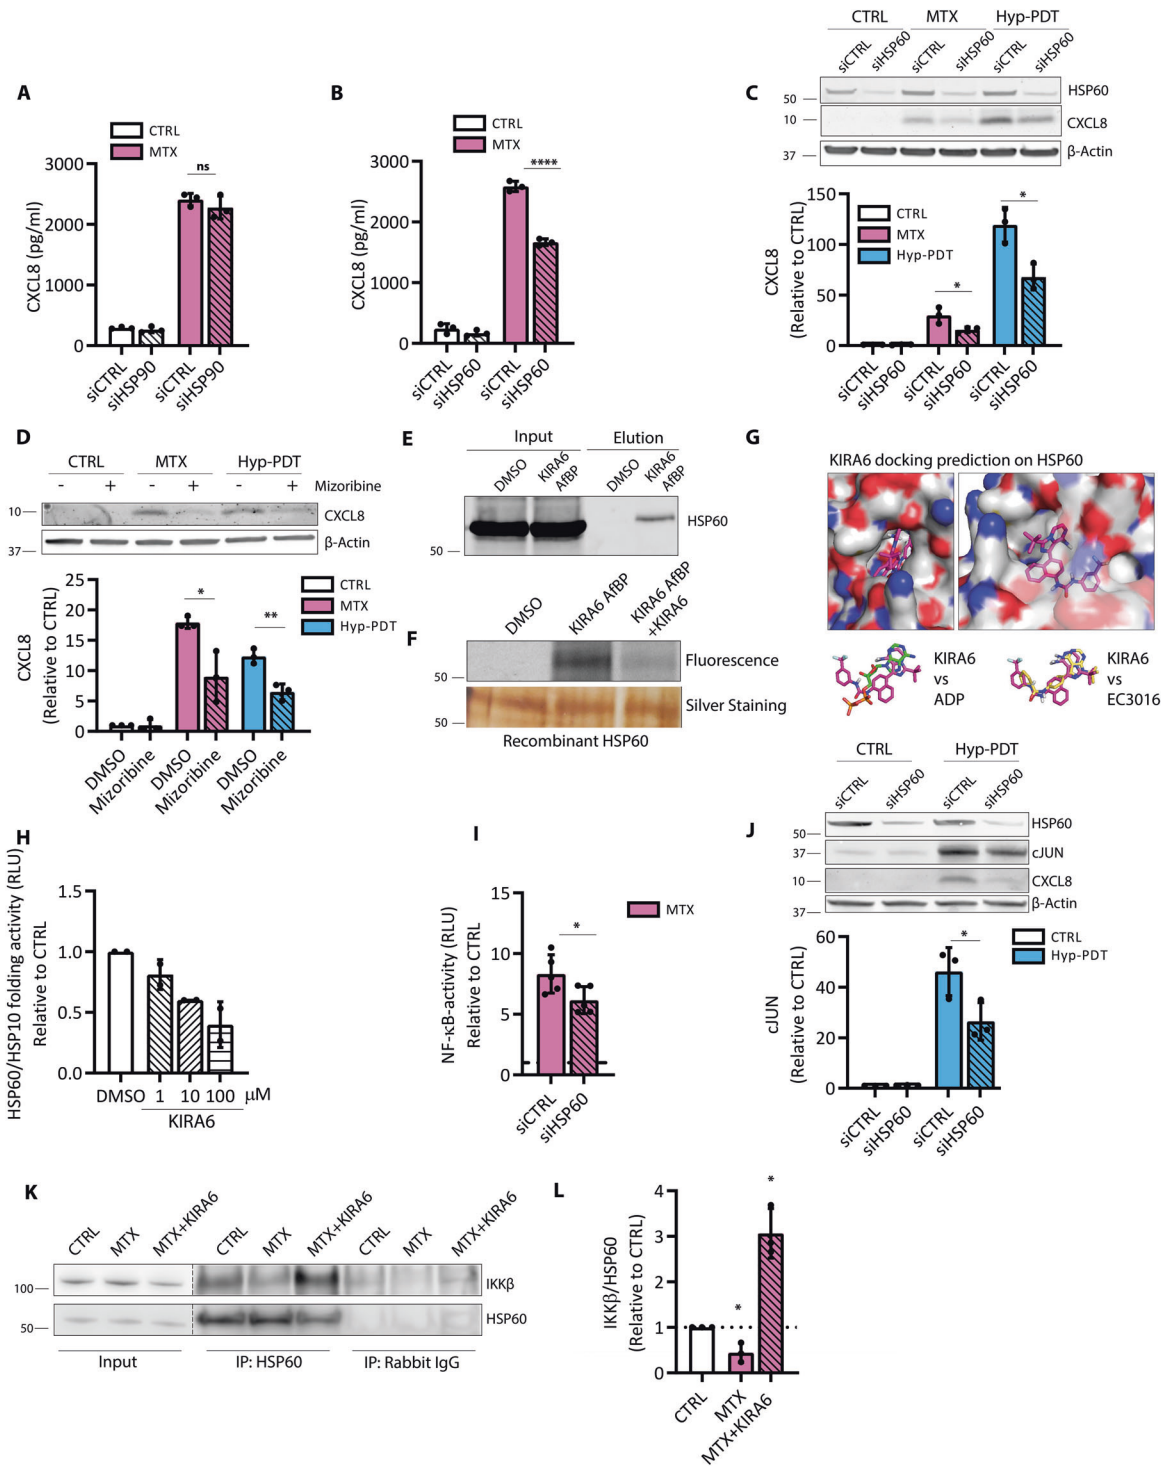 A
CTRL
MTX
CXCL8 (pg/ml)
3000
2000
1000
0
ns
siCTRL
siHSP90
siCTRL
siHSP90
B
CTRL
MTX
CXCL8 (pg/ml)
3000
2000
1000
0
****
siCTRL
siHSP60
siCTRL
siHSP60
C
CTRL MTX Hyp-PDT
siCTRL siHSP60 siCTRL siHSP60 siCTRL siHSP60
50 HSP60
10 CXCL8
37 β-Actin
CXCL8
(Relative to CTRL)
150
100
50
0
CTRL
MTX
Hyp-PDT
*
*
siCTRL
siHSP60
siCTRL
siHSP60
siCTRL
siHSP60
D
CTRL MTX Hyp-PDT
- + - + - + Mizoribine
10 CXCL8
37 β-Actin
CXCL8
(Relative to CTRL)
25
20
15
10
5
0
CTRL
MTX
Hyp-PDT
*
**
DMSO
Mizoribine
DMSO
Mizoribine
DMSO
Mizoribine
E
Input Elution
DMSO KIRA6 AfBP DMSO KIRA6 AfBP
HSP60
50
F
DMSO KIRA6 AfBP KIRA6 AfBP +KIRA6
50 Fluorescence
50 Silver Staining
Recombinant HSP60
G
KIRA6 docking prediction on HSP60
KIRA6
vs
ADP
KIRA6
vs
EC3016
H
HSP60/HSP10 folding activity (RLU)
Relative to CTRL
1.5
1.0
0.5
0.0
DMSO 1 10 100 μM
KIRA6
I
NF-κB-activity (RLU)
Relative to CTRL
15
10
5
0
MTX
*
siCTRL
siHSP60
J
CTRL Hyp-PDT
siCTRL siHSP60 siCTRL siHSP60
50 HSP60
37 cJUN
10 CXCL8
37 β-Actin
cJUN
(Relative to CTRL)
60
40
20
0
CTRL
Hyp-PDT
*
siCTRL
siHSP60
siCTRL
siHSP60
K
CTRL MTX MTX+KIRA6 CTRL MTX MTX+KIRA6 CTRL MTX MTX+KIRA6
100 IKKβ
50 HSP60
Input IP: HSP60 IP: Rabbit IgG
L
IKKβ/HSP60
(Relative to CTRL)
4
3
2
1
0
*
*
CTRL
MTX
MTX+KIRA6